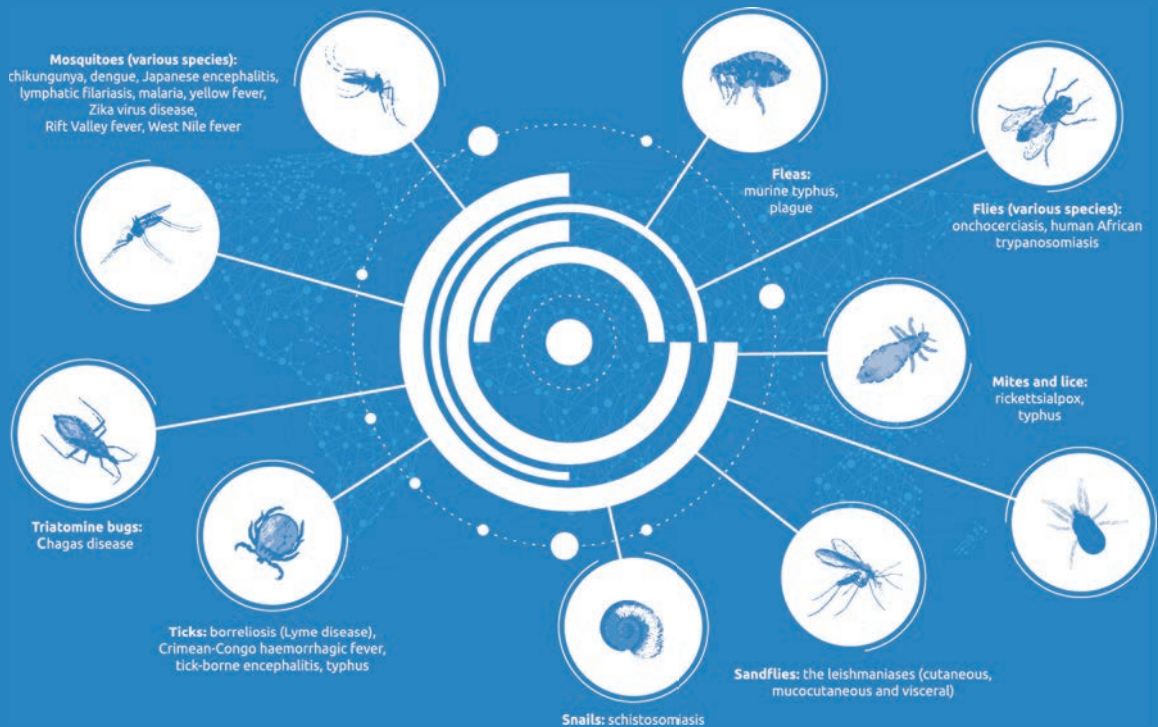 Mosquitoes (various species):
chikungunya, dengue, Japanese encephalitis,
lymphatic filariasis, malaria, yellow fever,
Zika virus disease,
Rift Valley fever, West Nile fever
Fleas:
murine typhus,
plague
Flies (various species):
onchocerciasis, human African
trypanosomiasis
Mites and lice:
rickettsialpox,
typhus
Triatomine bugs:
Chagas disease
Ticks: borreliosis (Lyme disease),
Crimean-Congo haemorrhagic fever,
tick-borne encephalitis, typhus
Sandflies: the leishmaniases (cutaneous,
mucocutaneous and visceral)
Snails: schistosomiasis